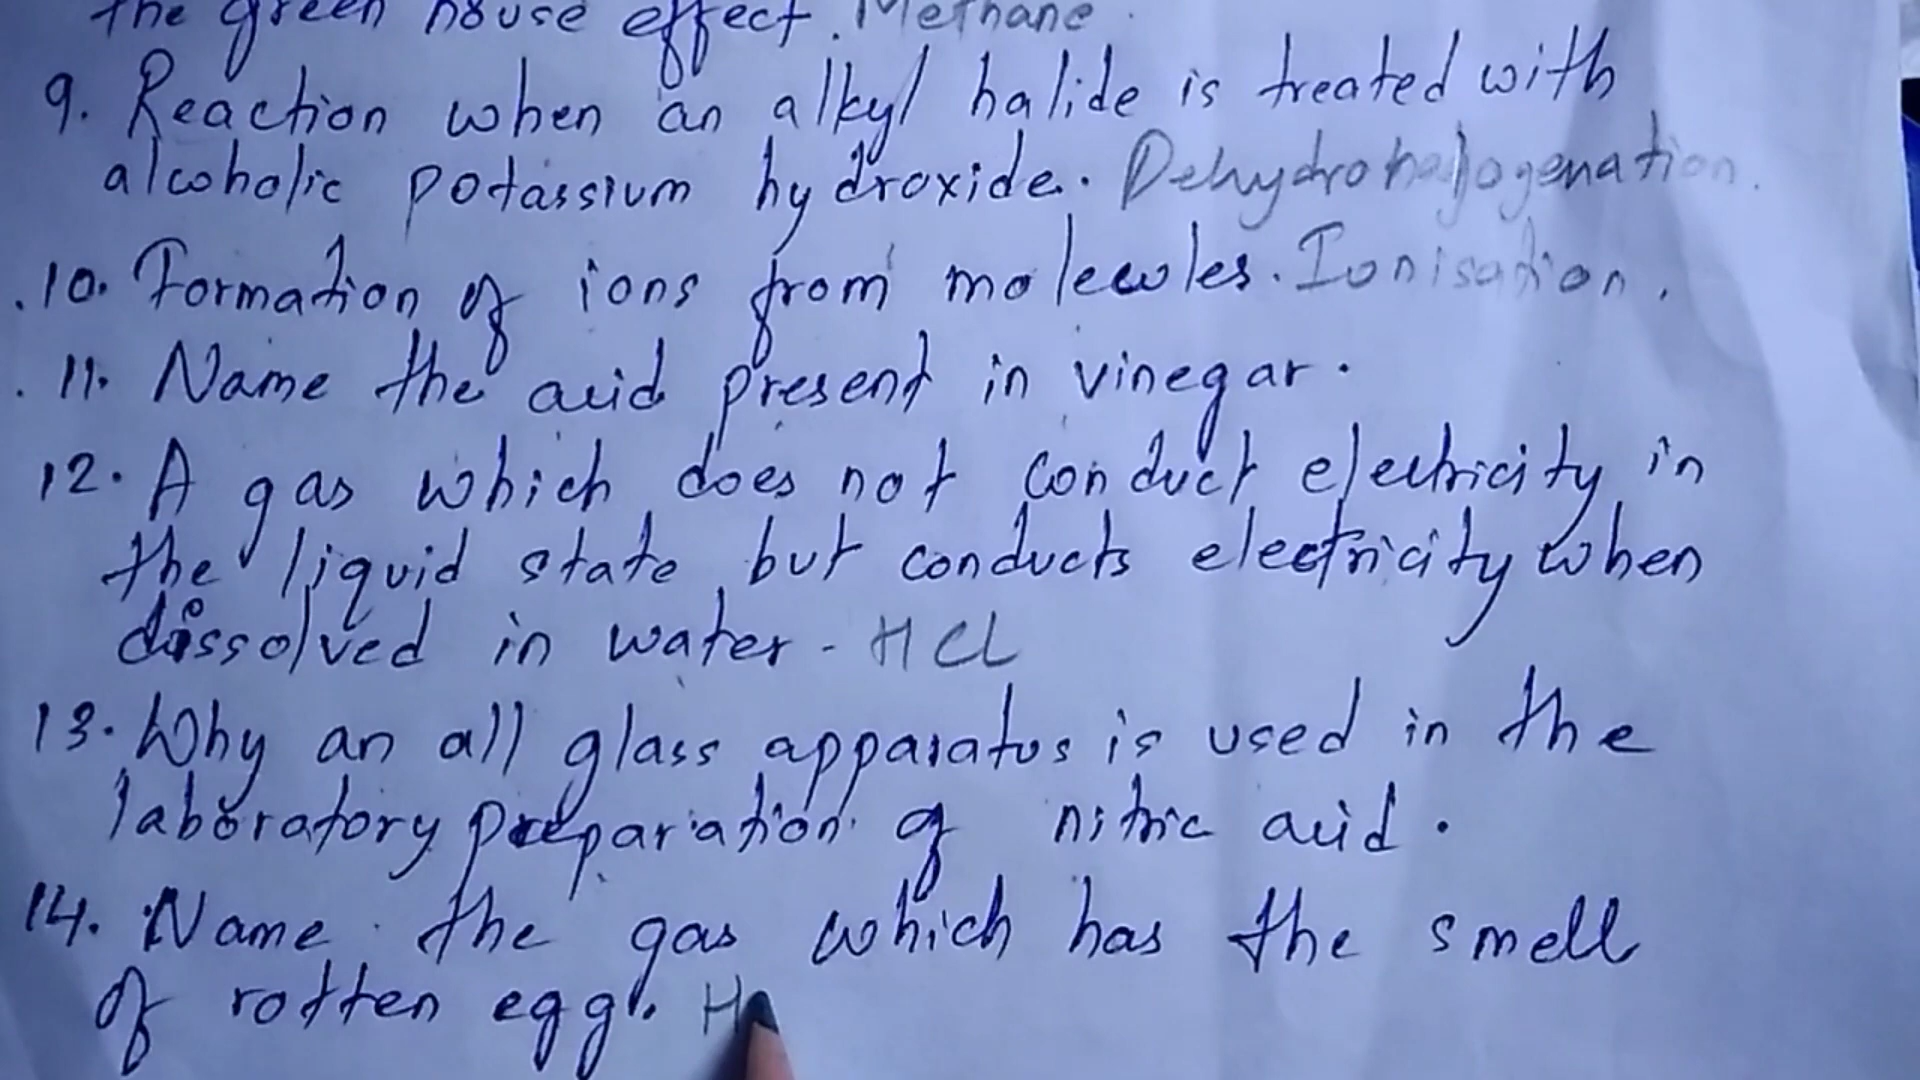 the green house effect. Methane.
9. Reaction when an alkyl halide is treated with
alcoholic potassium hydroxide. Dehydrohalogenation.
10. Formation of ions from molecules. Ionisation.
11. Name the acid present in vinegar.
12. A gas which does not conduct electricity in
the liquid state but conducts electricity when
dissolved in water - HCl
13. Why an all glass apparatus is used in the
laboratory preparation of nitric acid.
14. Name the gas which has the smell
of rotten egg. H